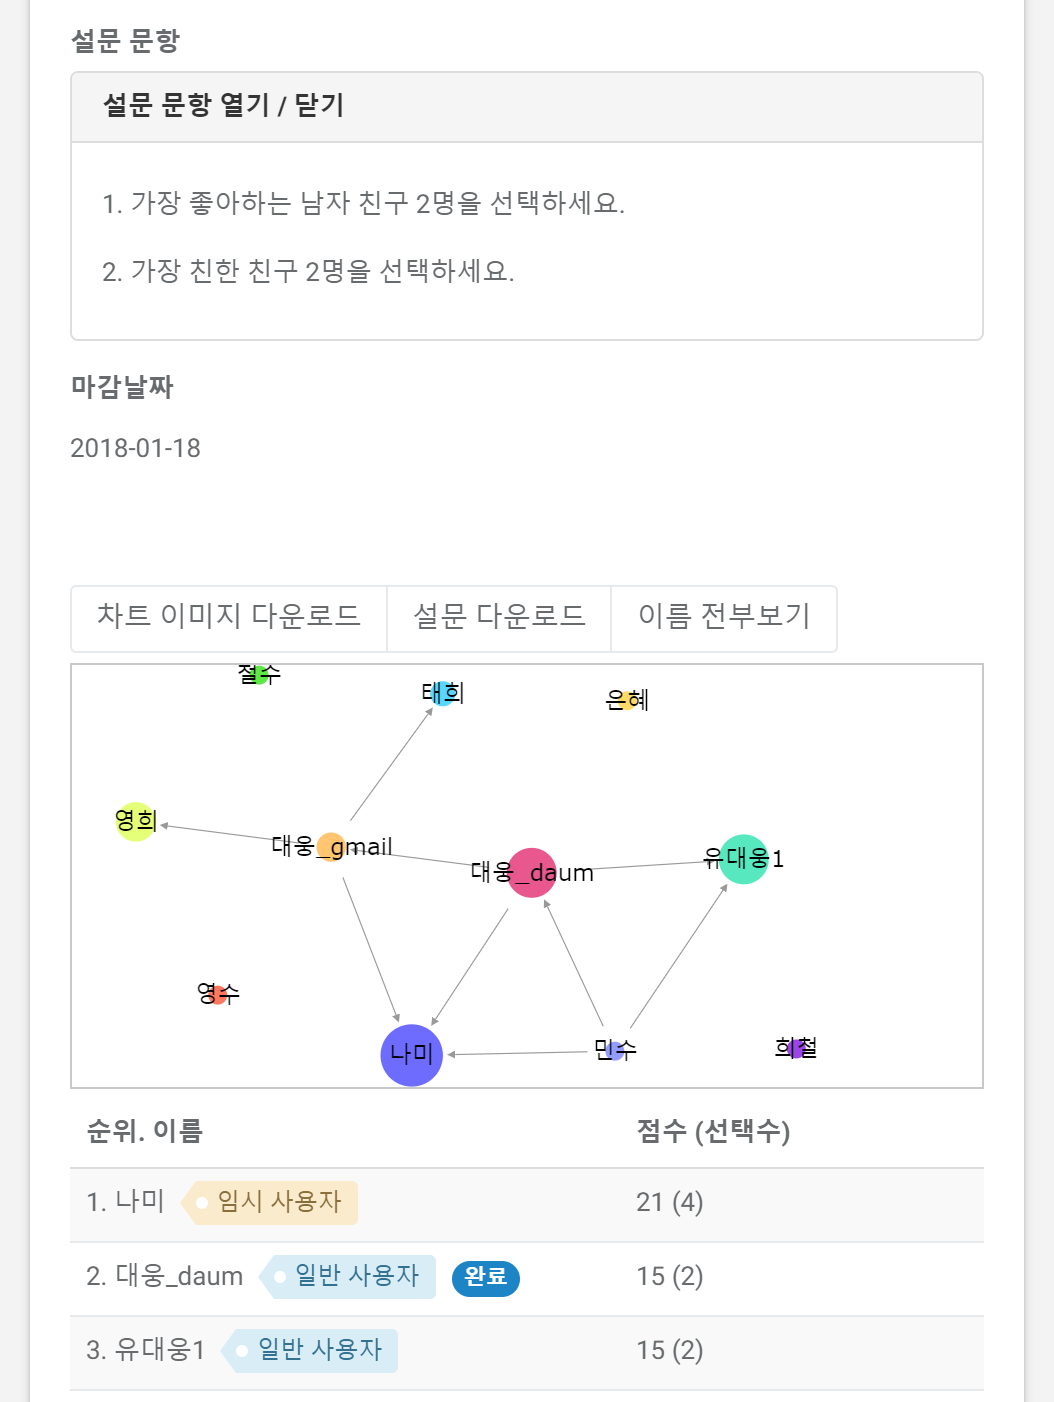 설문 문항
설문 문항 열기 / 닫기
1. 가장 좋아하는 남자 친구 2명을 선택하세요.
2. 가장 친한 친구 2명을 선택하세요.
마감날짜
2018-01-18
차트 이미지 다운로드 설문 다운로드 이름 전부보기
철수
태희
은혜
영희
대웅_gmail
대웅_daum
유대웅1
영수
나미
민수
희철
순위. 이름 점수 (선택수)
1. 나미 임시 사용자 21 (4)
2. 대웅_daum 일반 사용자 완료 15 (2)
3. 유대웅1 일반 사용자 15 (2)